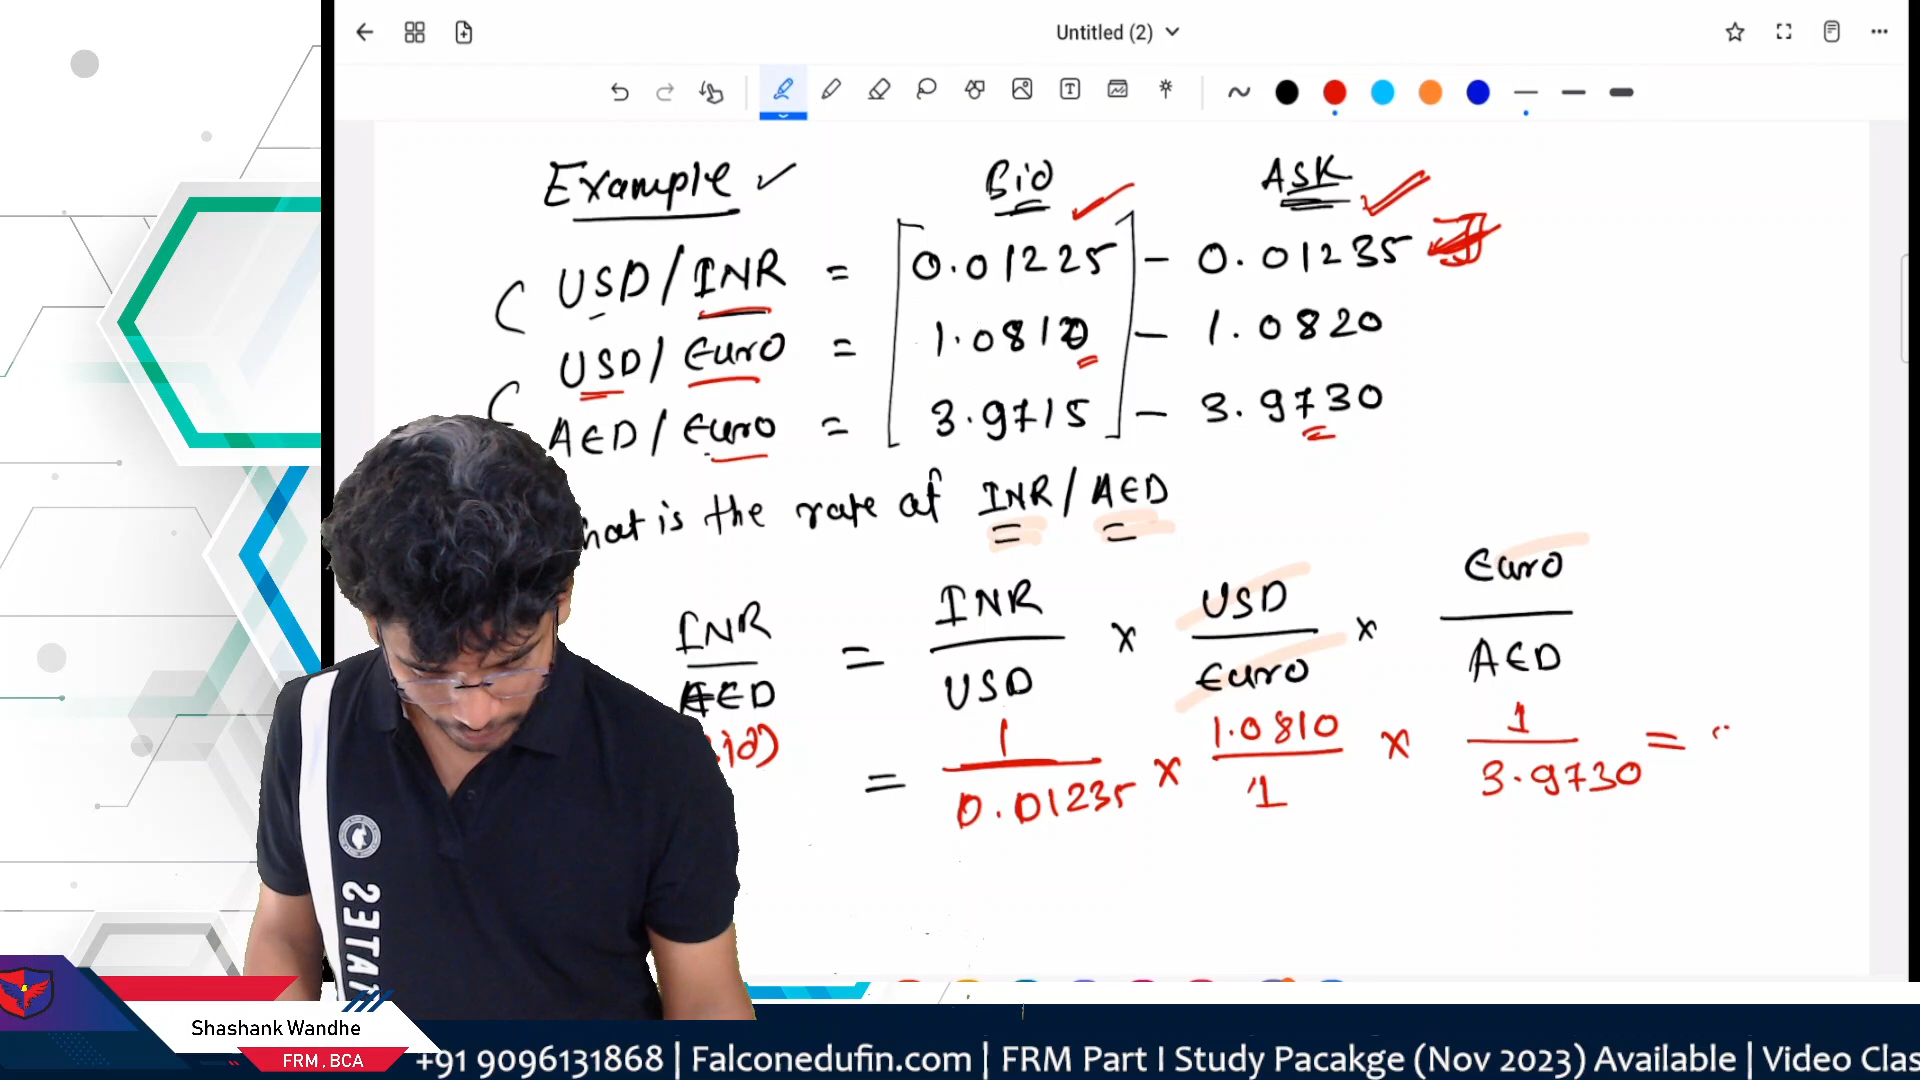 Untitled (2)
Example Bid ASK
USD/INR = 0.01225 - 0.01235
USD/Euro = 1.0810 - 1.0820
AED/Euro = 3.9715 - 3.9730
is the rate of INR/AED
INR/AED = INR/USD x USD/Euro x Euro/AED
= 1/0.01235 x 1.0810/1 x 1/3.9730 =
Shashank Wandhe
FRM , BCA
+91 9096131868 | Falconedufin.com | FRM Part I Study Pacakge (Nov 2023) Available | Video Clas